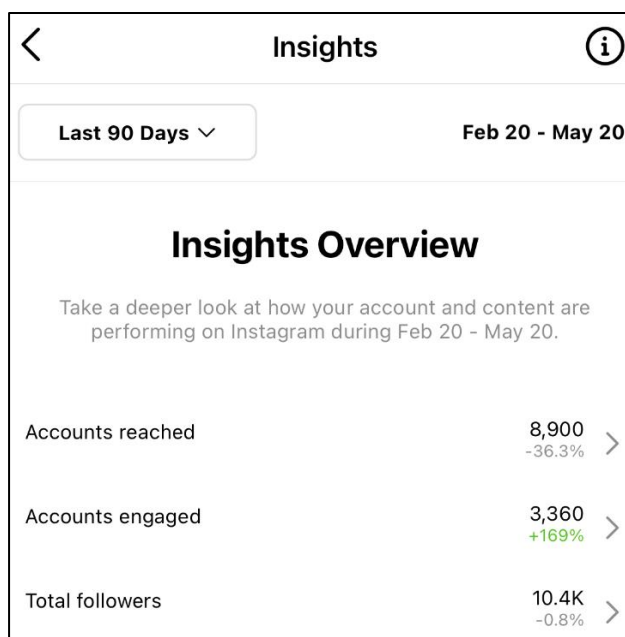 Insights
Last 90 Days
Feb 20 - May 20
Insights Overview
Take a deeper look at how your account and content are
performing on Instagram during Feb 20 - May 20.
Accounts reached
8,900
-36.3%
Accounts engaged
3,360
+169%
Total followers
10.4K
-0.8%